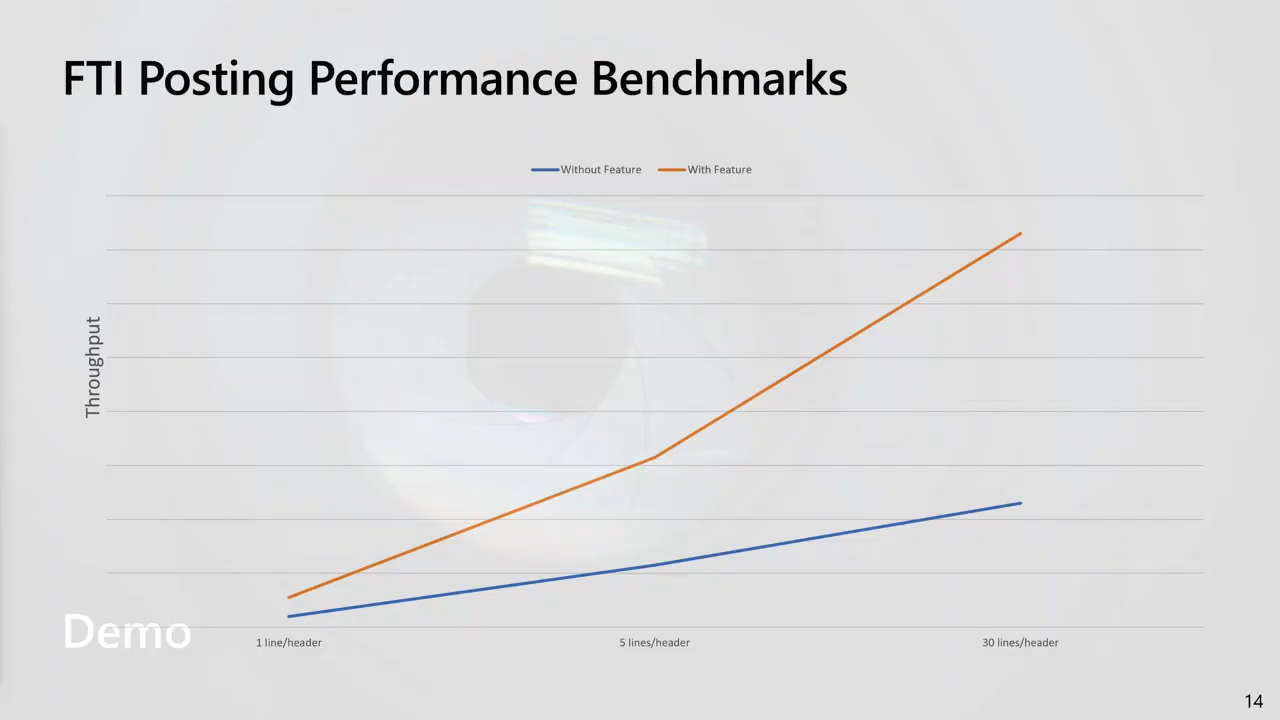 FTI Posting Performance Benchmarks
Without Feature
With Feature
Throughput
1 line/header
5 lines/header
30 lines/header
Demo
14